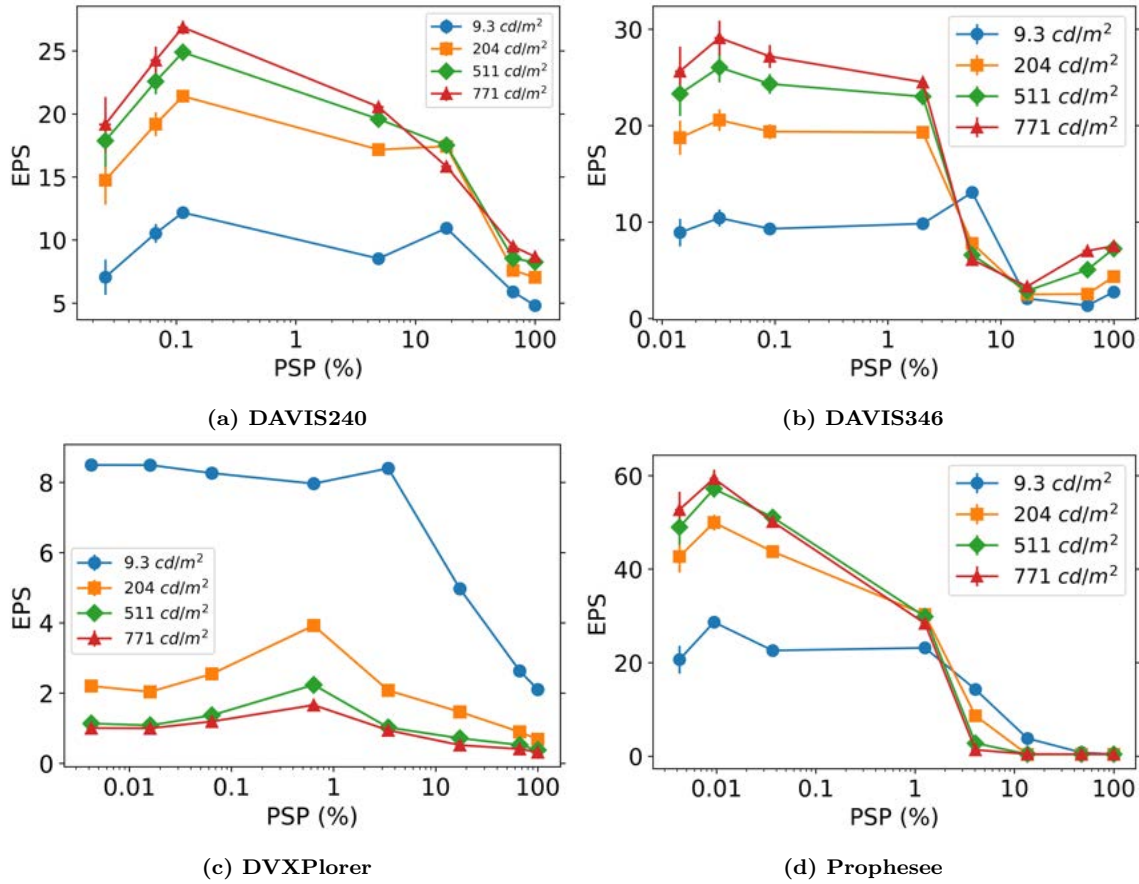 EPS
25
20
15
10
5
9.3 cd/m²
204 cd/m²
511 cd/m²
771 cd/m²
0.1
1
10
100
PSP (%)
(a) DAVIS240
EPS
30
20
10
0
9.3 cd/m²
204 cd/m²
511 cd/m²
771 cd/m²
0.01
0.1
1
10
100
PSP (%)
(b) DAVIS346
EPS
8
6
4
2
0
9.3 cd/m²
204 cd/m²
511 cd/m²
771 cd/m²
0.01
0.1
1
10
100
PSP (%)
(c) DVXPlorer
EPS
60
40
20
0
9.3 cd/m²
204 cd/m²
511 cd/m²
771 cd/m²
0.01
0.1
1
10
100
PSP (%)
(d) Prophesee